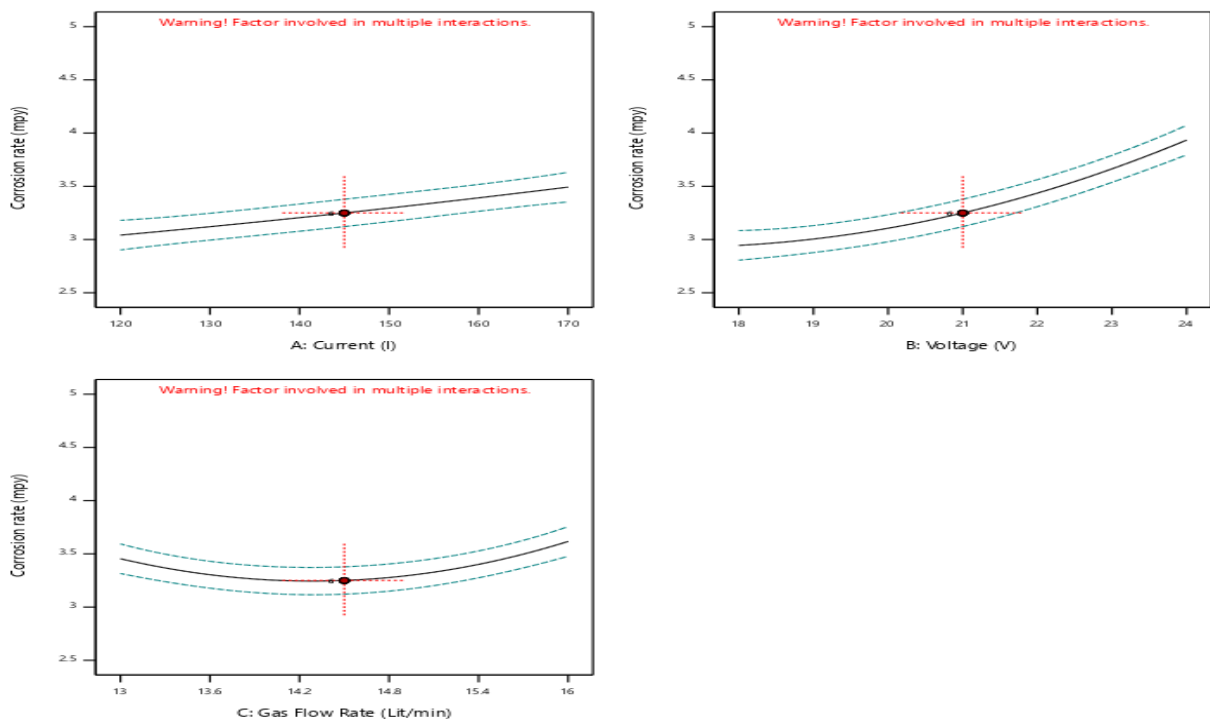 Warning! Factor involved in multiple interactions.
5
4.5
4
3.5
3
2.5
Corrosion rate (mpy)
120 130 140 150 160 170
A: Current (I)
Warning! Factor involved in multiple interactions.
5
4.5
4
3.5
3
2.5
Corrosion rate (mpy)
18 19 20 21 22 23 24
B: Voltage (V)
Warning! Factor involved in multiple interactions.
5
4.5
4
3.5
3
2.5
Corrosion rate (mpy)
13 13.6 14.2 14.8 15.4 16
C: Gas Flow Rate (Lit/min)